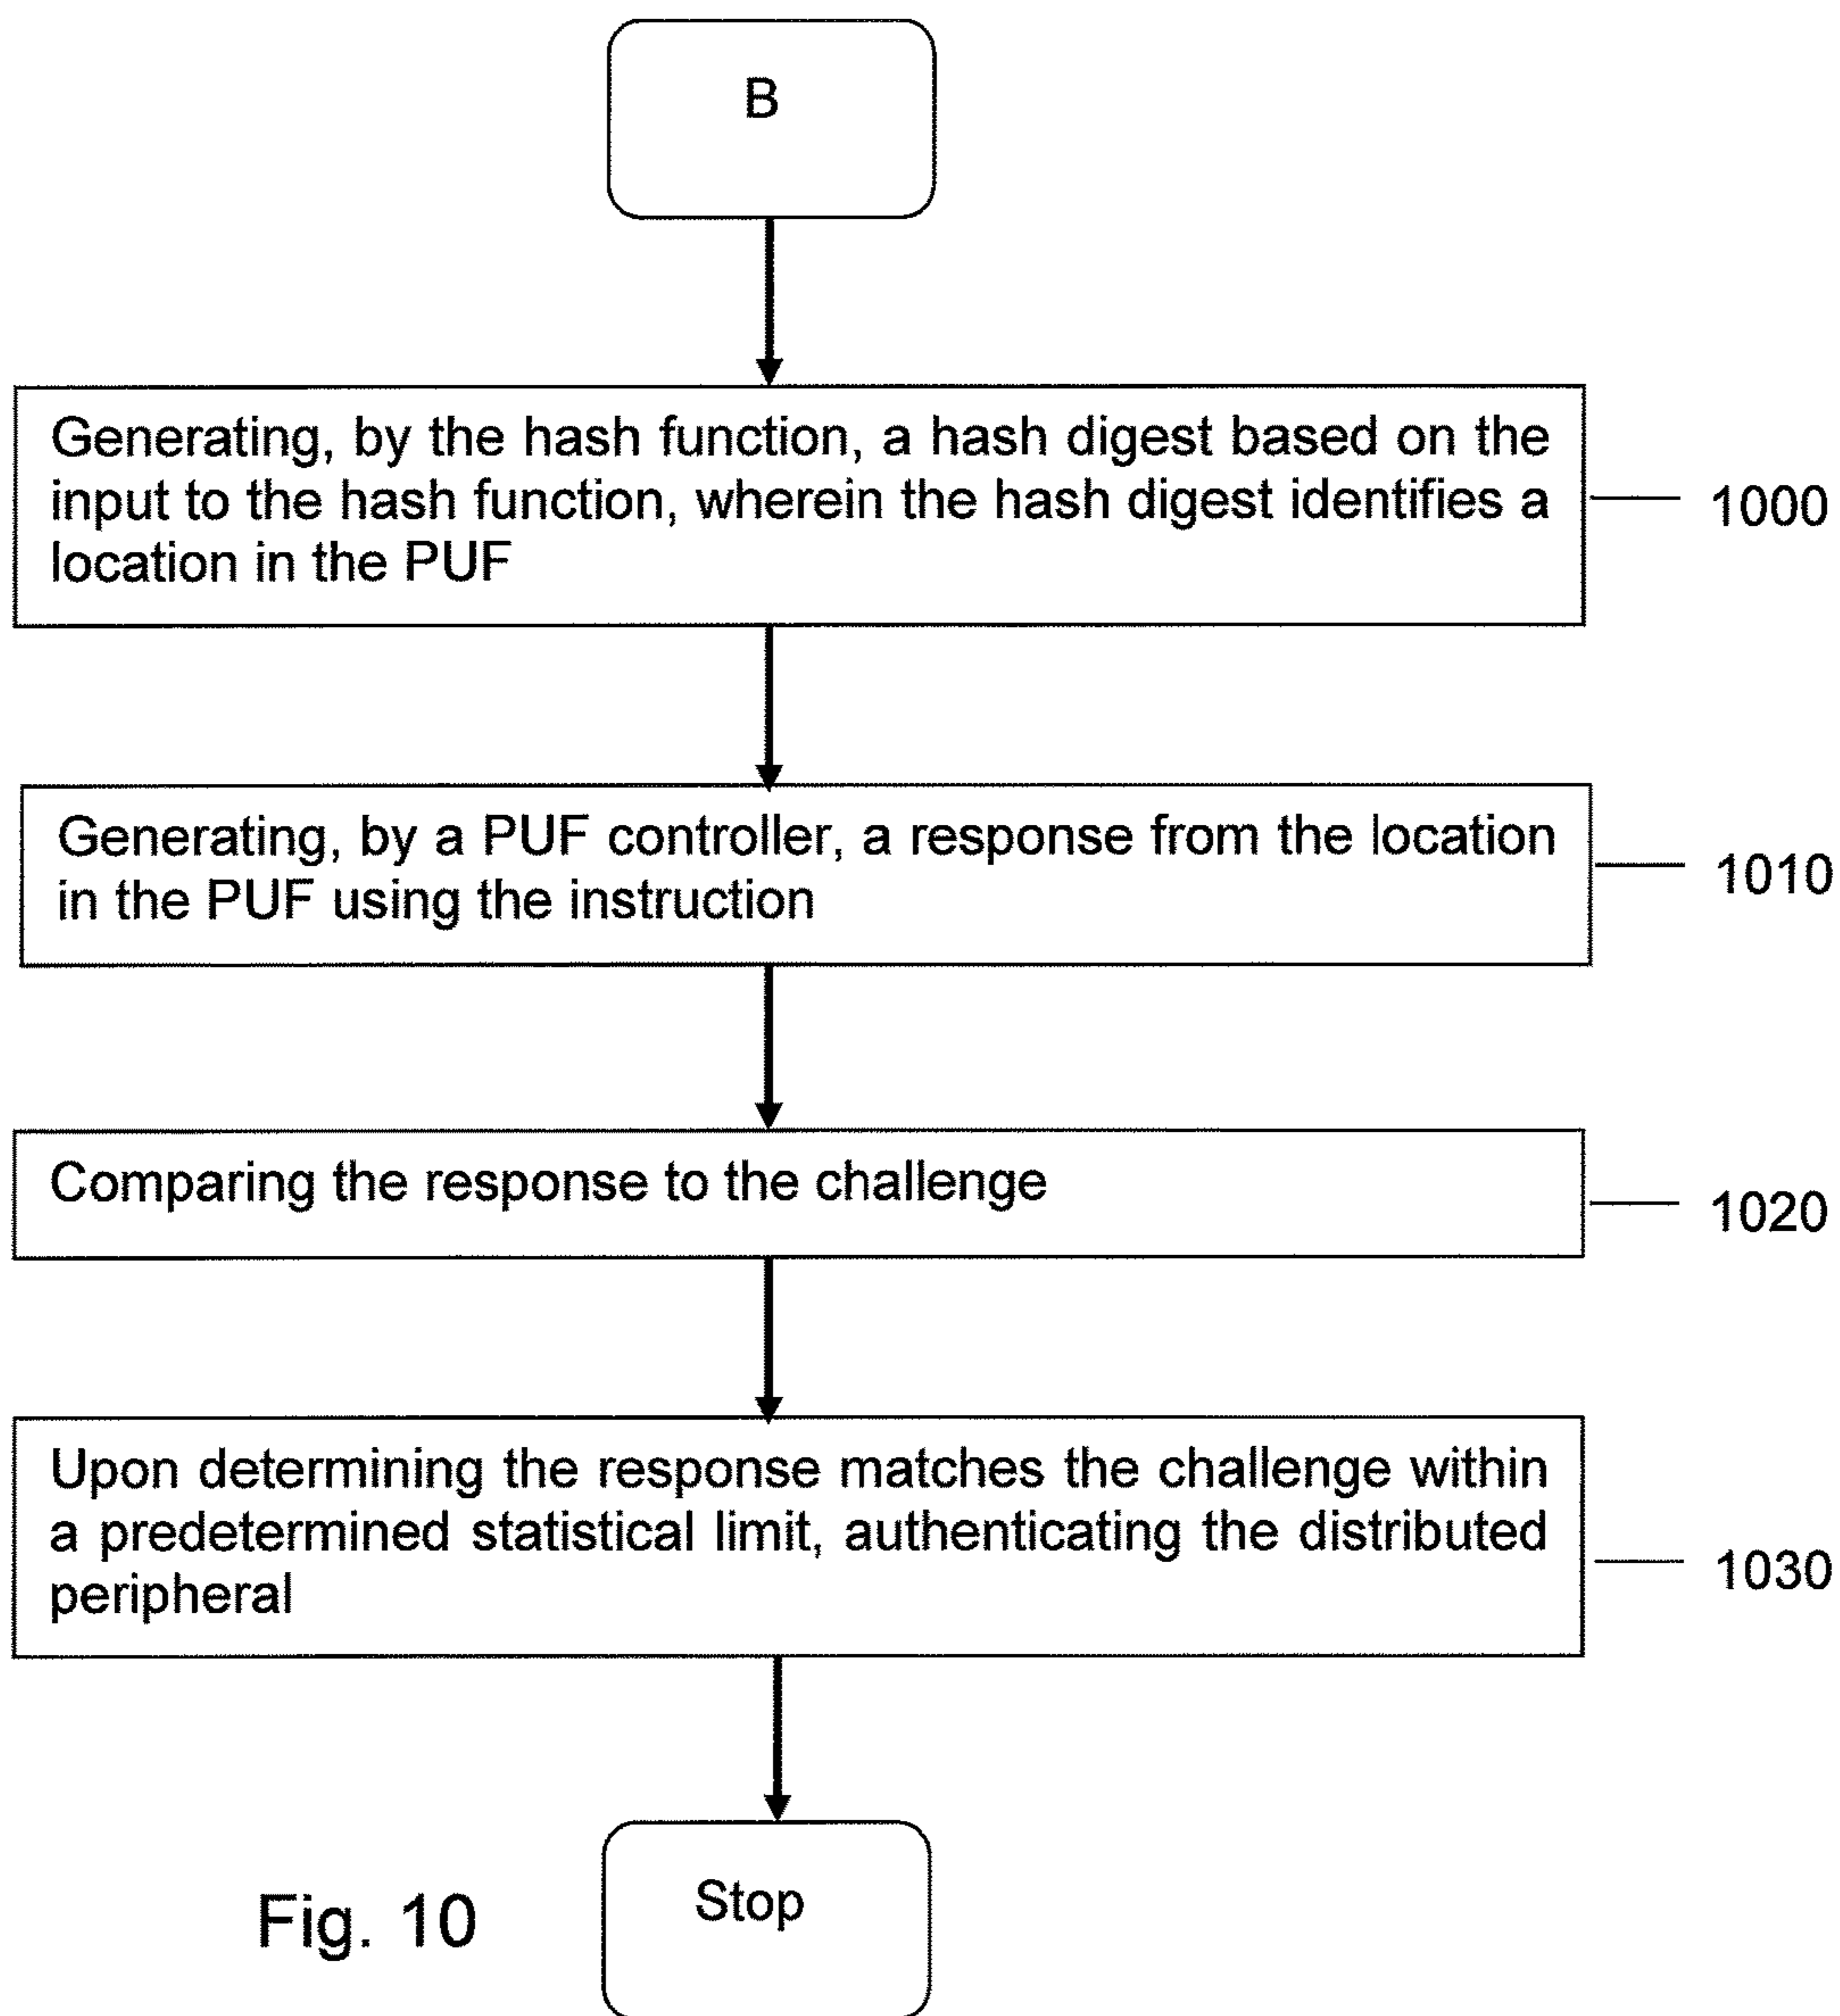 B
Generating, by the hash function, a hash digest based on the
input to the hash function, wherein the hash digest identifies a
location in the PUF
1000
Generating, by a PUF controller, a response from the location
in the PUF using the instruction
1010
Comparing the response to the challenge
1020
Upon determining the response matches the challenge within
a predetermined statistical limit, authenticating the distributed
peripheral
1030
Stop
Fig. 10